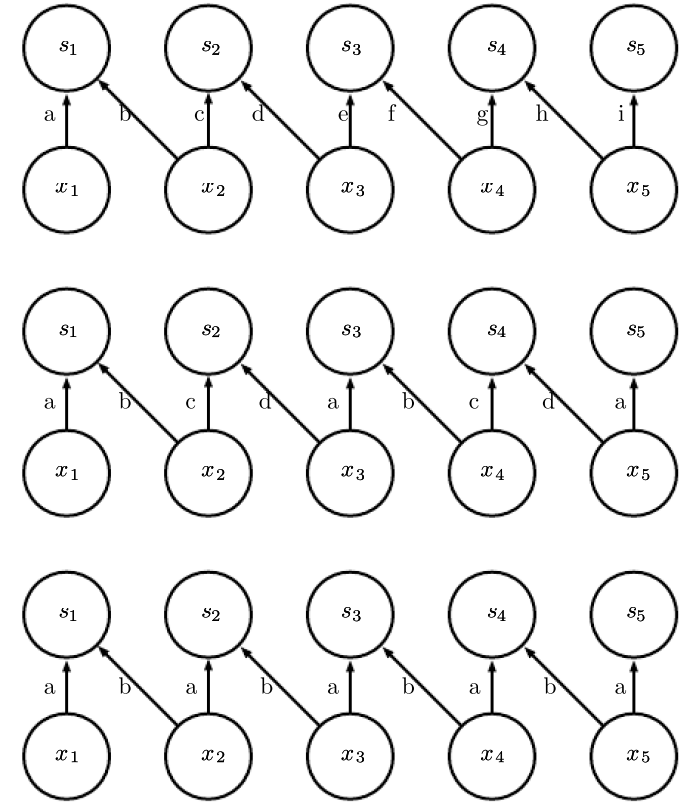 s1 s2 s3 s4 s5
a b c d e f g h i
x1 x2 x3 x4 x5
s1 s2 s3 s4 s5
a b c d a b c d a
x1 x2 x3 x4 x5
s1 s2 s3 s4 s5
a b a b a b a b a
x1 x2 x3 x4 x5